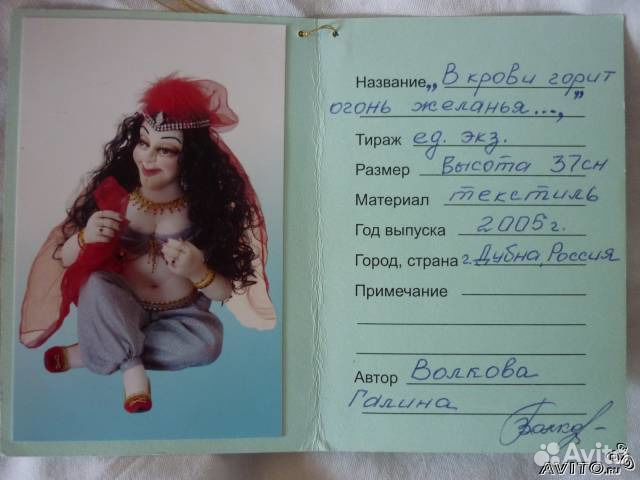 Название „В крови горит
огонь желанья...,"
Тираж ед. экз.
Размер Высота 37см
Материал текстиль
Год выпуска 2005г.
Город, страна г. Дубна, Россия
Примечание
Автор Волкова
Галина
Avito
AVITO.RU